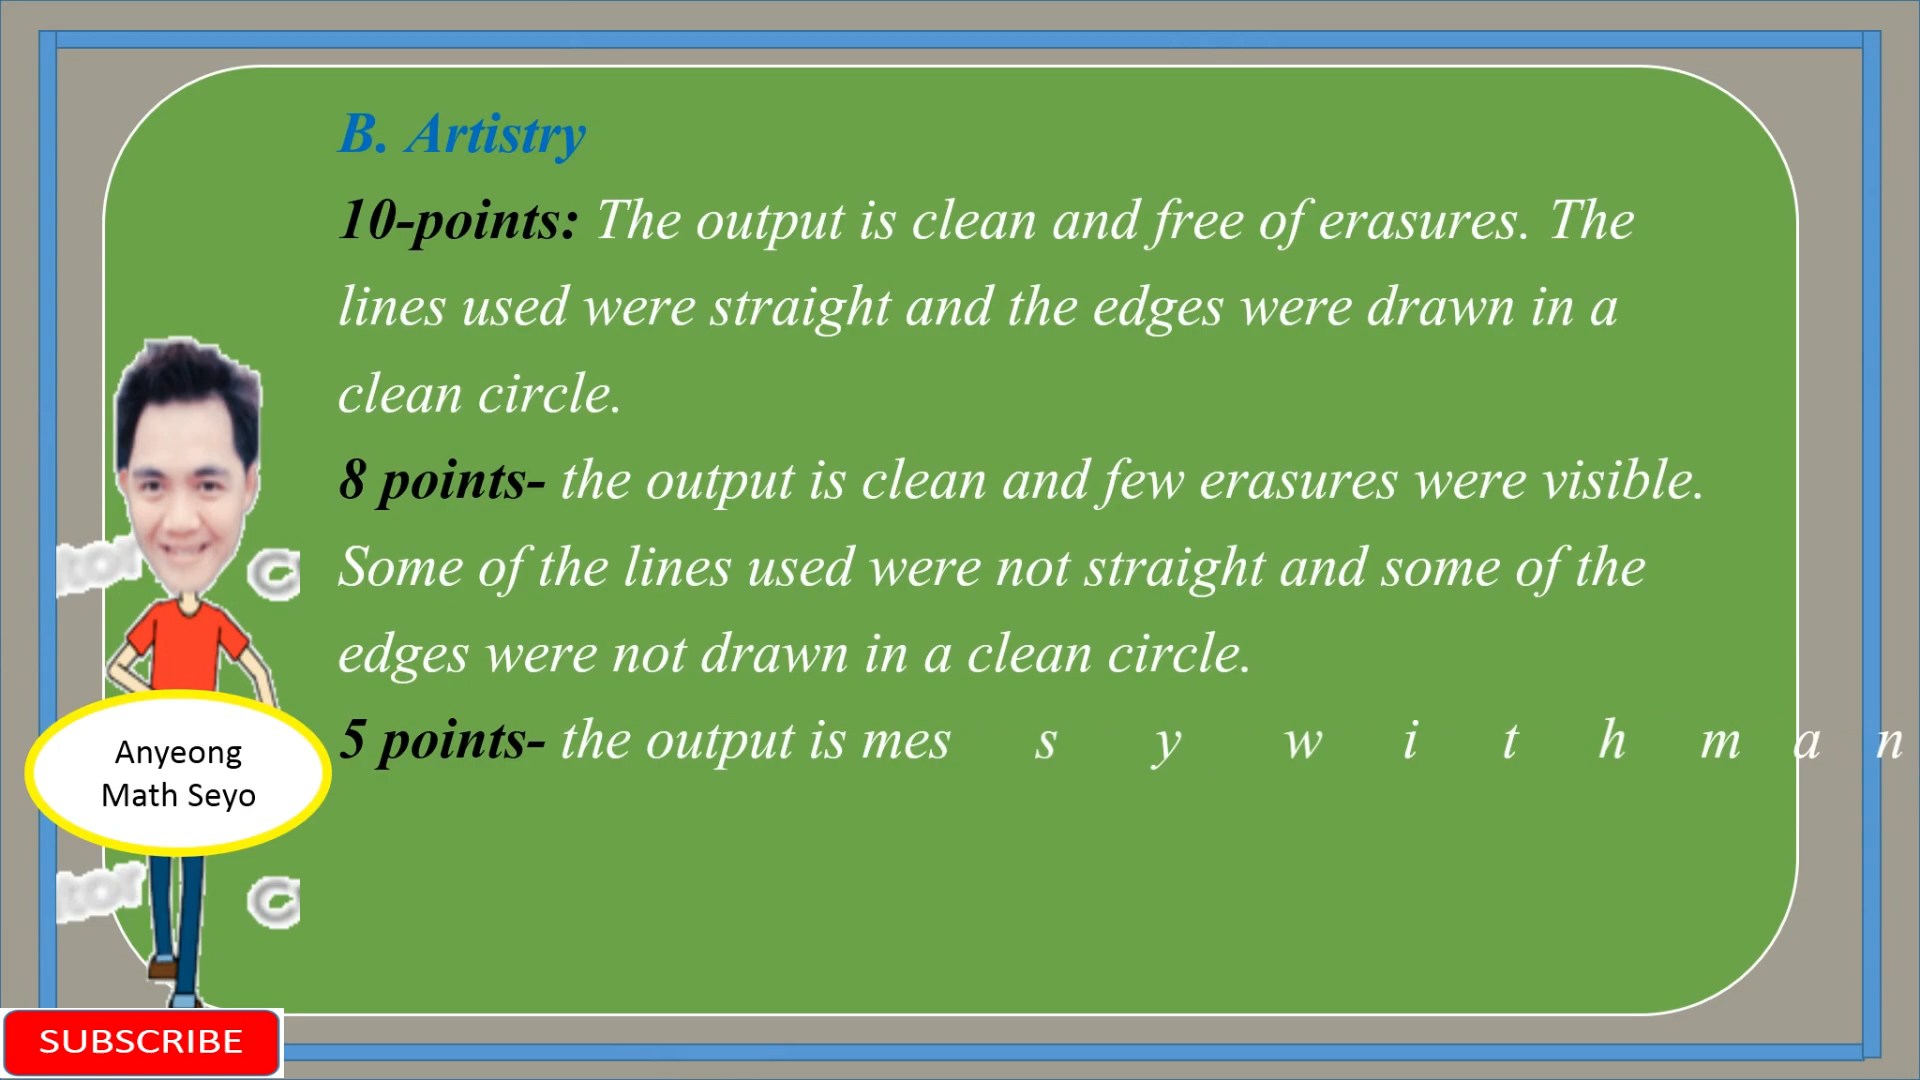 B. Artistry
10-points: The output is clean and free of erasures. The
lines used were straight and the edges were drawn in a
clean circle.
8 points- the output is clean and few erasures were visible.
Some of the lines used were not straight and some of the
edges were not drawn in a clean circle.
5 points- the output is mes s y w i t h m a n
Anyeong
Math Seyo
SUBSCRIBE